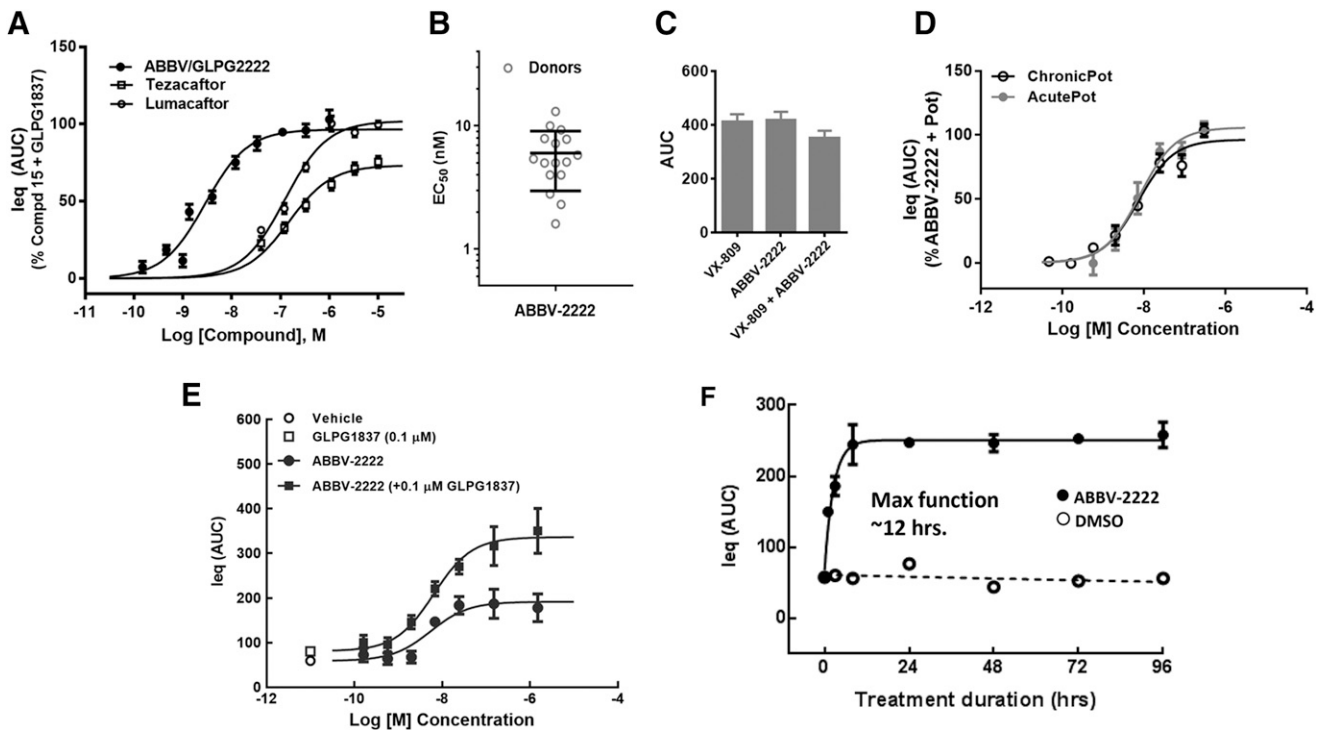 A
Ieq (AUC)
(% Compd 15 + GLPG1837)
150
100
50
0
ABBV/GLPG2222
Tezacaftor
Lumacaftor
-11 -10 -9 -8 -7 -6 -5
Log [Compound], M
B
EC50 (nM)
Donors
10
1
ABBV-2222
C
AUC
600
400
200
0
VX-809
ABBV-2222
VX-809 + ABBV-2222
D
Ieq (AUC)
(% ABBV-2222 + Pot)
150
100
50
0
ChronicPot
AcutePot
-12 -10 -8 -6 -4
Log [M] Concentration
E
Ieq (AUC)
600
500
400
300
200
100
0
Vehicle
GLPG1837 (0.1 μM)
ABBV-2222
ABBV-2222 (+0.1 μM GLPG1837)
-12 -10 -8 -6 -4
Log [M] Concentration
F
Ieq (AUC)
300
200
100
0
Max function
~12 hrs.
ABBV-2222
DMSO
0 24 48 72 96
Treatment duration (hrs)